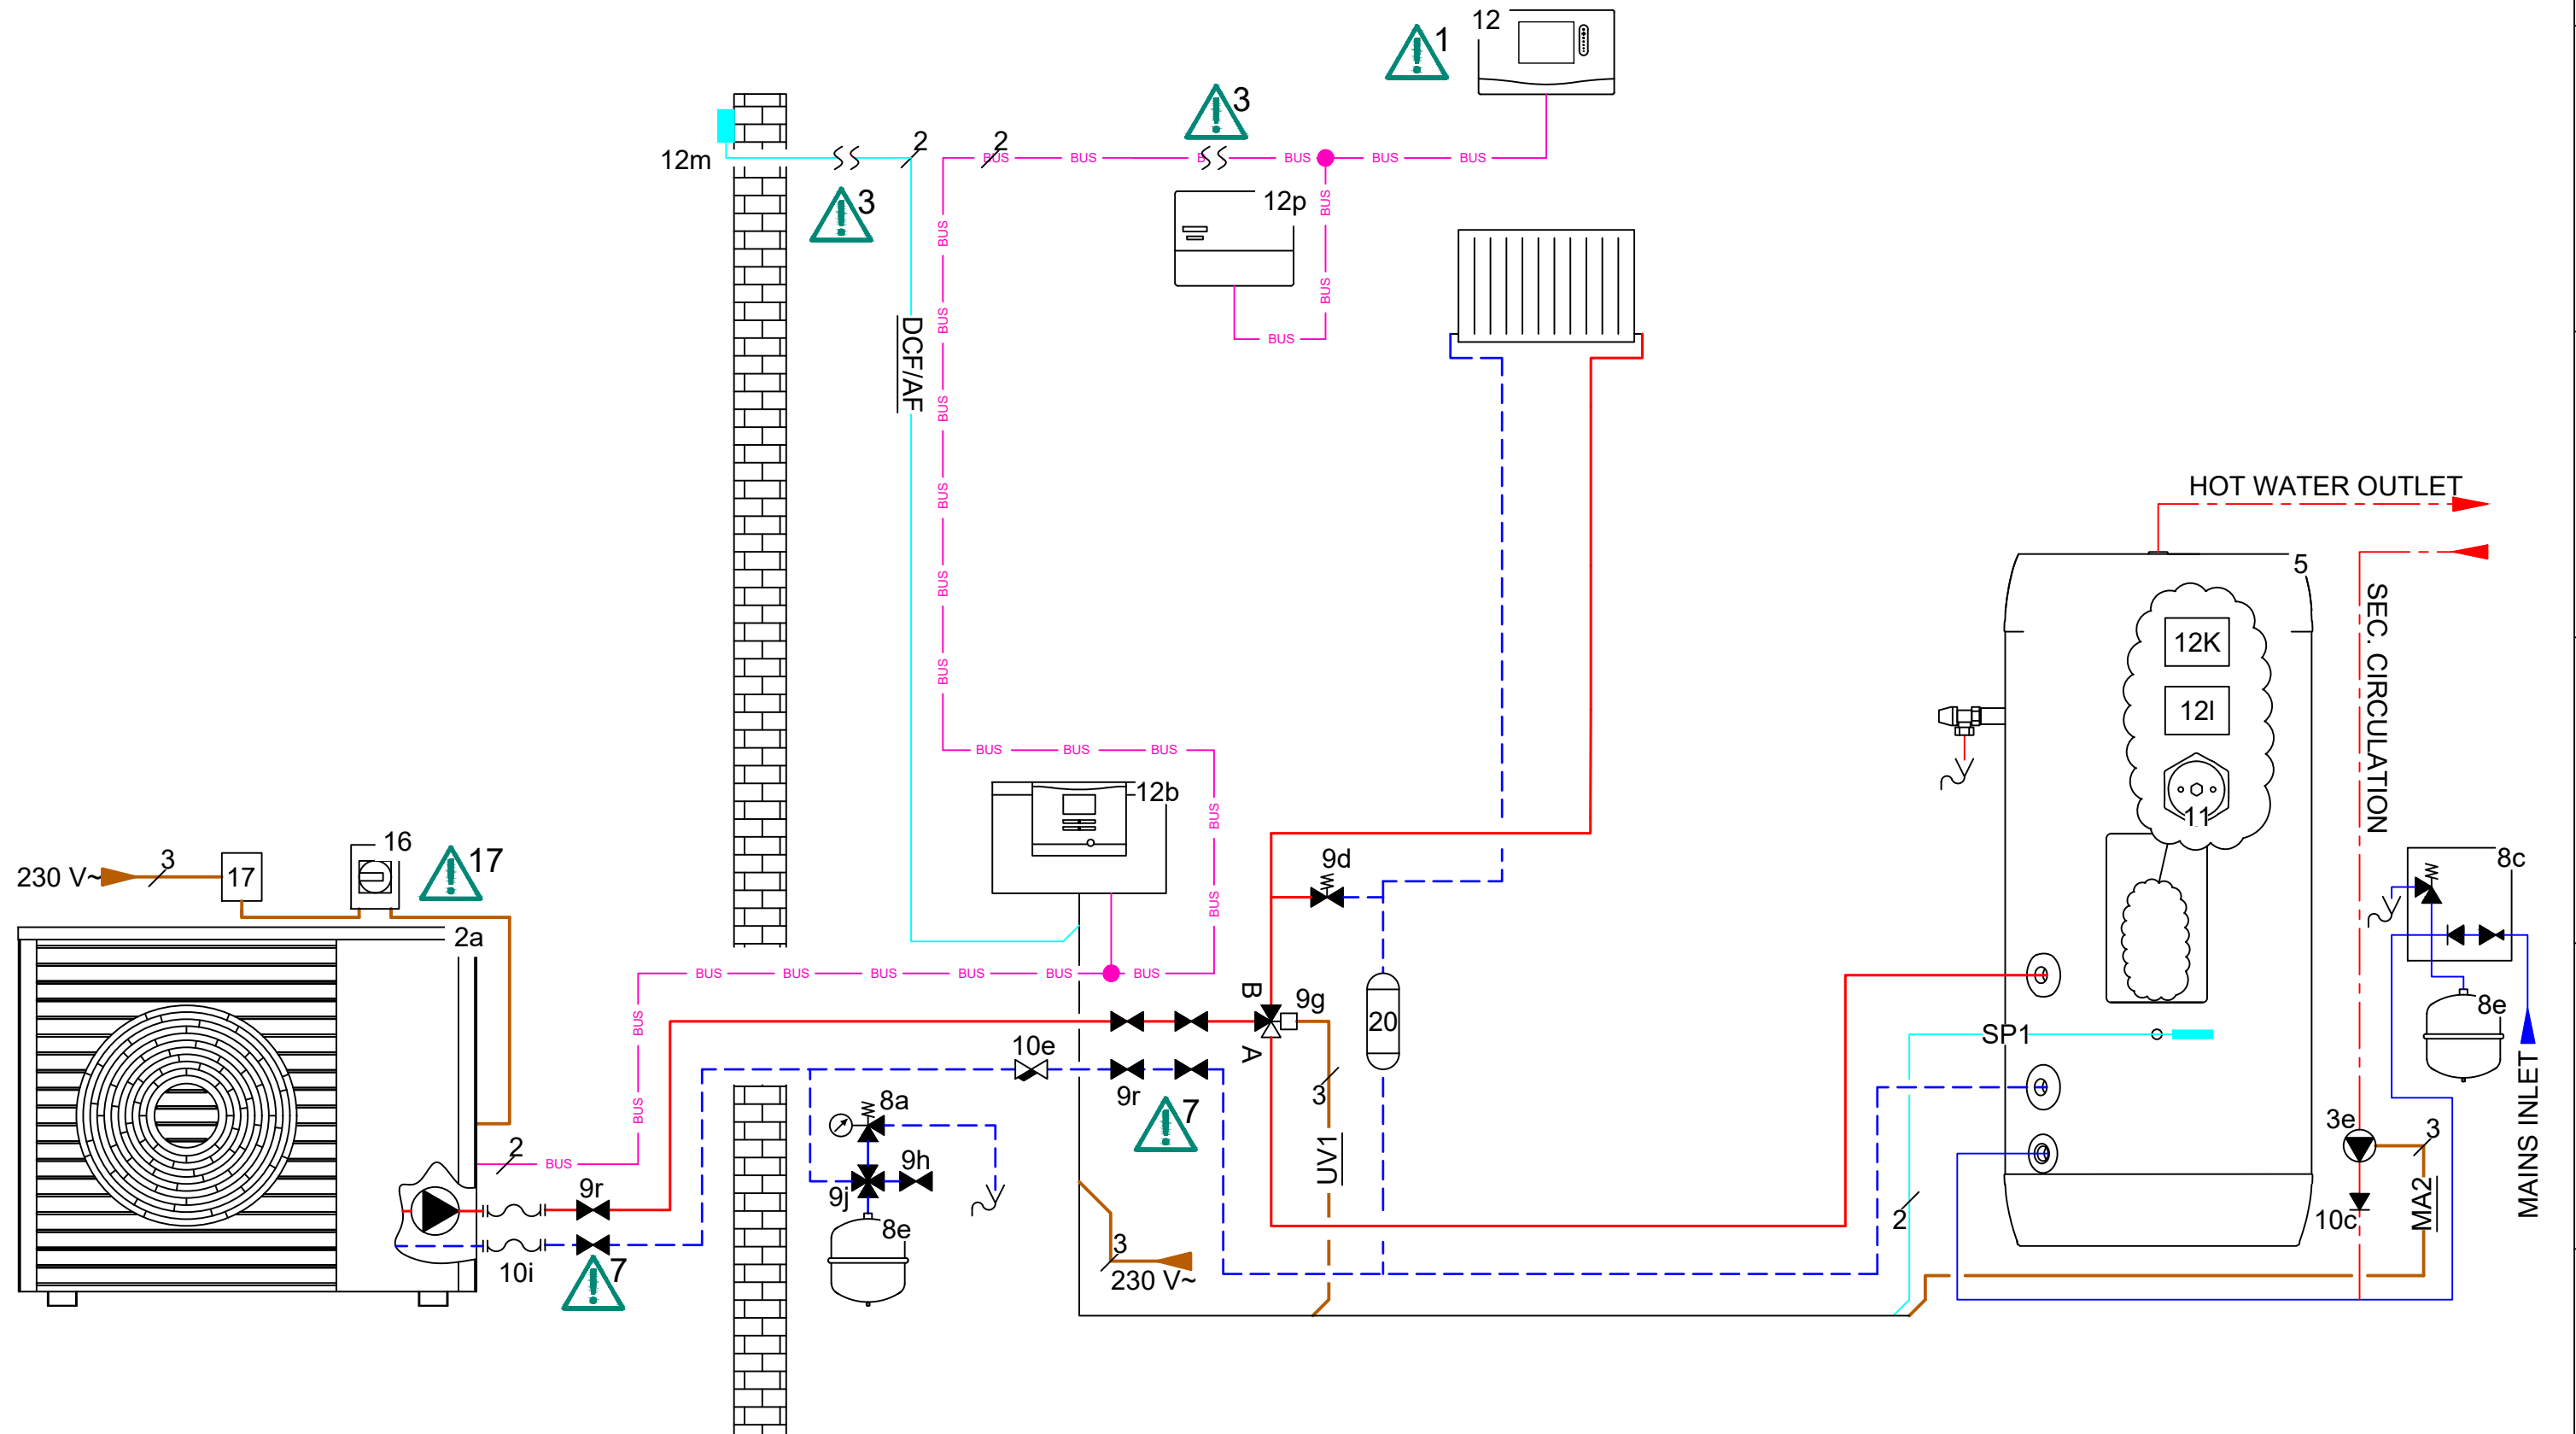 12
1
3
2
2
BUS BUS BUS BUS BUS BUS
12m
3
12p
BUS
BUS
BUS
BUS
BUS
BUS
BUS
BUS
BUS
BUS
DCF/AF
HOT WATER OUTLET
5
SEC. CIRCULATION
12K
12I
11
BUS BUS BUS
12b
BUS
BUS
16
17
230 V~
3
17
2a
9d
8c
BUS BUS BUS BUS BUS BUS
B
9g
A
20
SP1
8e
MAINS INLET
10e
9r
7
3
UV1
BUS
BUS
8a
9h
9j
8e
2
BUS
9r
10i
7
3
230 V~
2
3e
3
MA2
10c